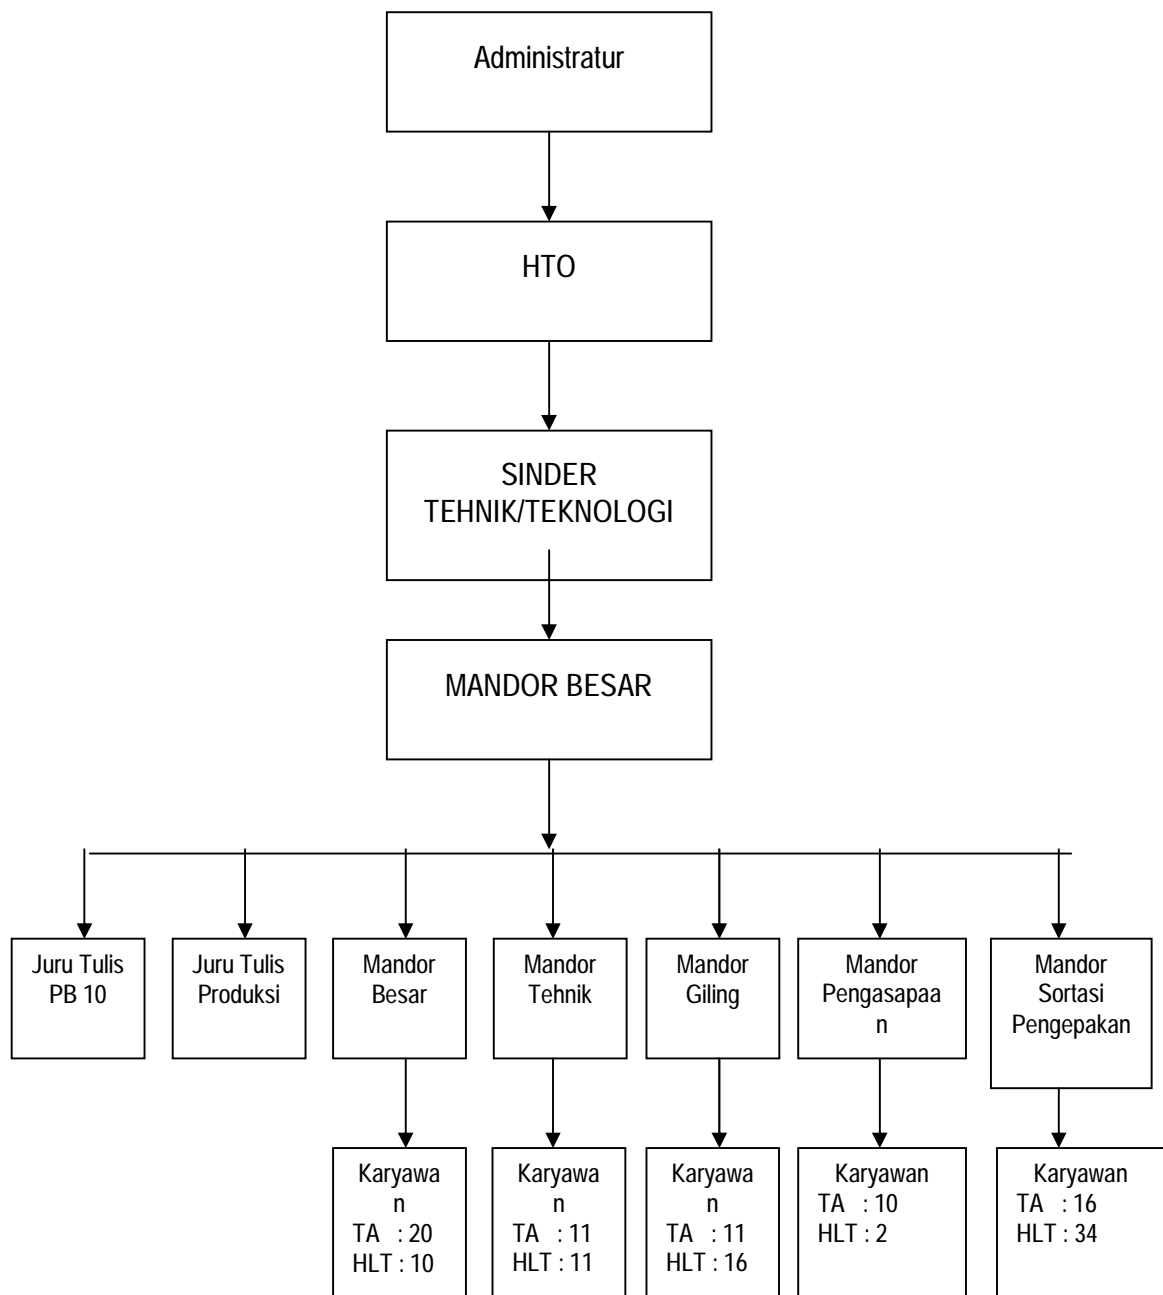 Administratur
HTO
SINDER
TEHNIK/TEKNOLOGI
MANDOR BESAR
Juru Tulis
PB 10
Juru Tulis
Produksi
Mandor
Besar
Mandor
Tehnik
Mandor
Giling
Mandor
Pengasapaa
n
Mandor
Sortasi
Pengepakan
Karyawa
n
TA : 20
HLT : 10
Karyawa
n
TA : 11
HLT : 11
Karyawa
n
TA : 11
HLT : 16
Karyawan
TA : 10
HLT : 2
Karyawan
TA : 16
HLT : 34